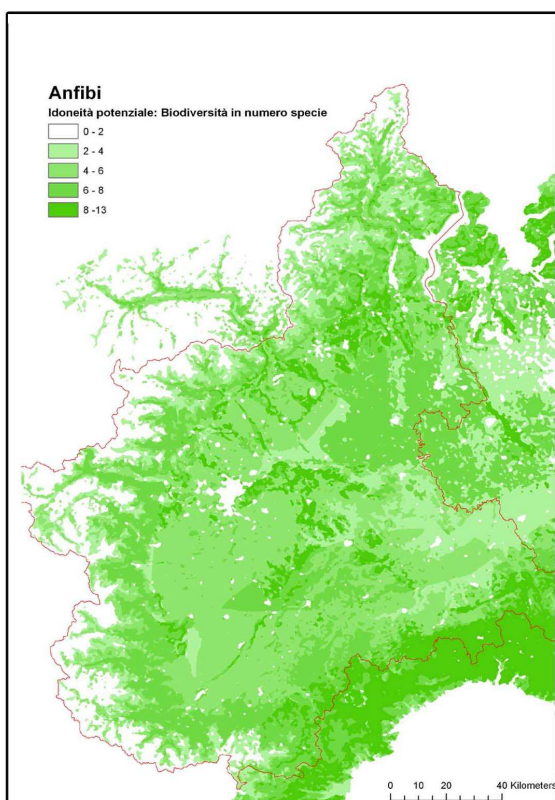 Anfibi
Idoneità potenziale: Biodiversità in numero specie
0 - 2
2 - 4
4 - 6
6 - 8
8 -13
0 10 20 40 Kilometers